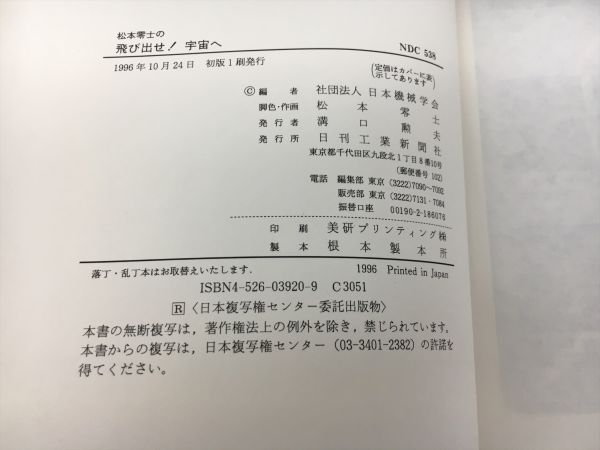 松本零士の
飛び出せ！ 宇宙へ
NDC 538
1996年10月24日 初版1刷発行
(定価はカバーに表示してあります)
Ⓒ編 者 社団法人 日本機械学会
脚色・作画 松本零士
発行者 溝口勲夫
発行所 日刊工業新聞社
東京都千代田区九段北1丁目8番10号
(郵便番号 102)
電話 編集部 東京 (3222)7090〜7092
販売部 東京 (3222)7131・7084
振替口座 00190-2-186076
印 刷 美研プリンティング㈱
製 本 根本製本所
落丁・乱丁本はお取替えいたします．
1996 Printed in Japan
ISBN4-526-03920-9 C3051
🅁〈日本複写権センター委託出版物〉
本書の無断複写は，著作権法上の例外を除き，禁じられています．
本書からの複写は，日本複写権センター（03-3401-2382）の許諾を
得てください．